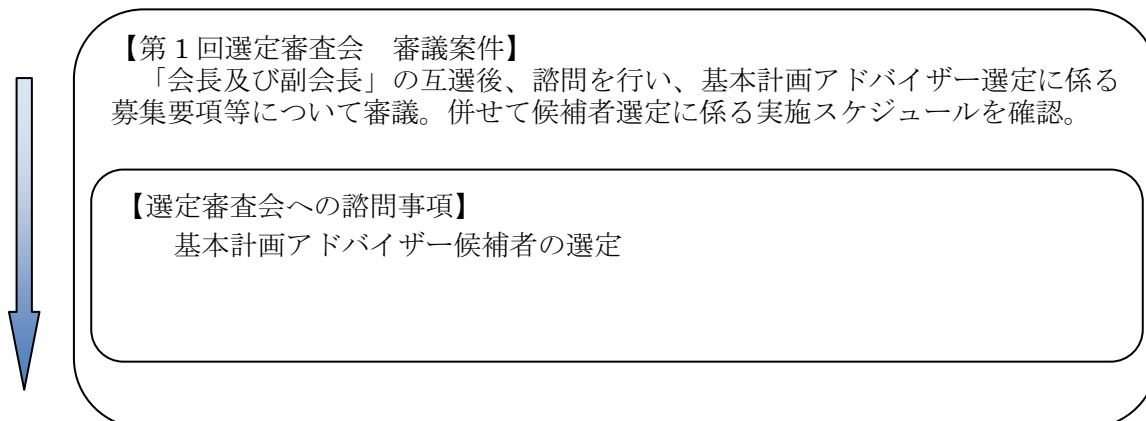 【第１回選定審査会　審議案件】
　「会長及び副会長」の互選後、諮問を行い、基本計画アドバイザー選定に係る
募集要項等について審議。併せて候補者選定に係る実施スケジュールを確認。
【選定審査会への諮問事項】
　　基本計画アドバイザー候補者の選定